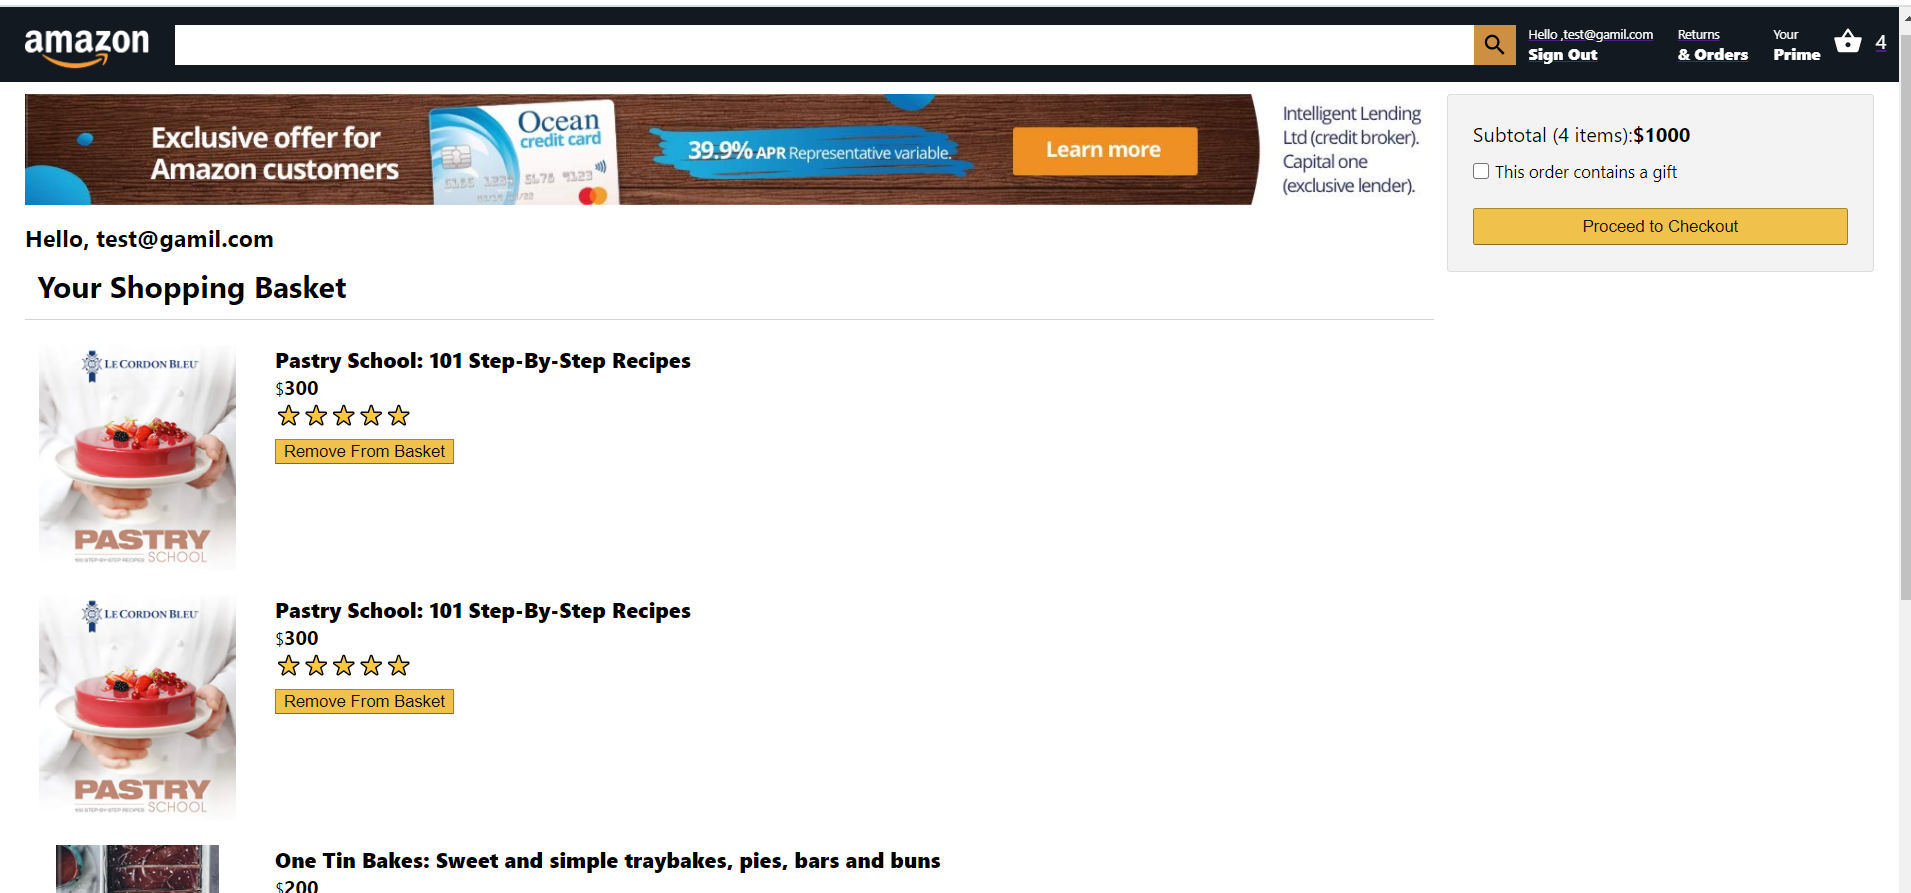 amazon
Hello ,test@gamil.com
Sign Out
Returns
& Orders
Your
Prime
4
Exclusive offer for
Amazon customers
Ocean
credit card
39.9% APR Representative variable.
Learn more
Intelligent Lending
Ltd (credit broker).
Capital one
(exclusive lender).
Subtotal (4 items):$1000
This order contains a gift
Proceed to Checkout
Hello, test@gamil.com
Your Shopping Basket
LE CORDON BLEU
PASTRY
SCHOOL
Pastry School: 101 Step-By-Step Recipes
$300
Remove From Basket
LE CORDON BLEU
PASTRY
SCHOOL
Pastry School: 101 Step-By-Step Recipes
$300
Remove From Basket
One Tin Bakes: Sweet and simple traybakes, pies, bars and buns
$200